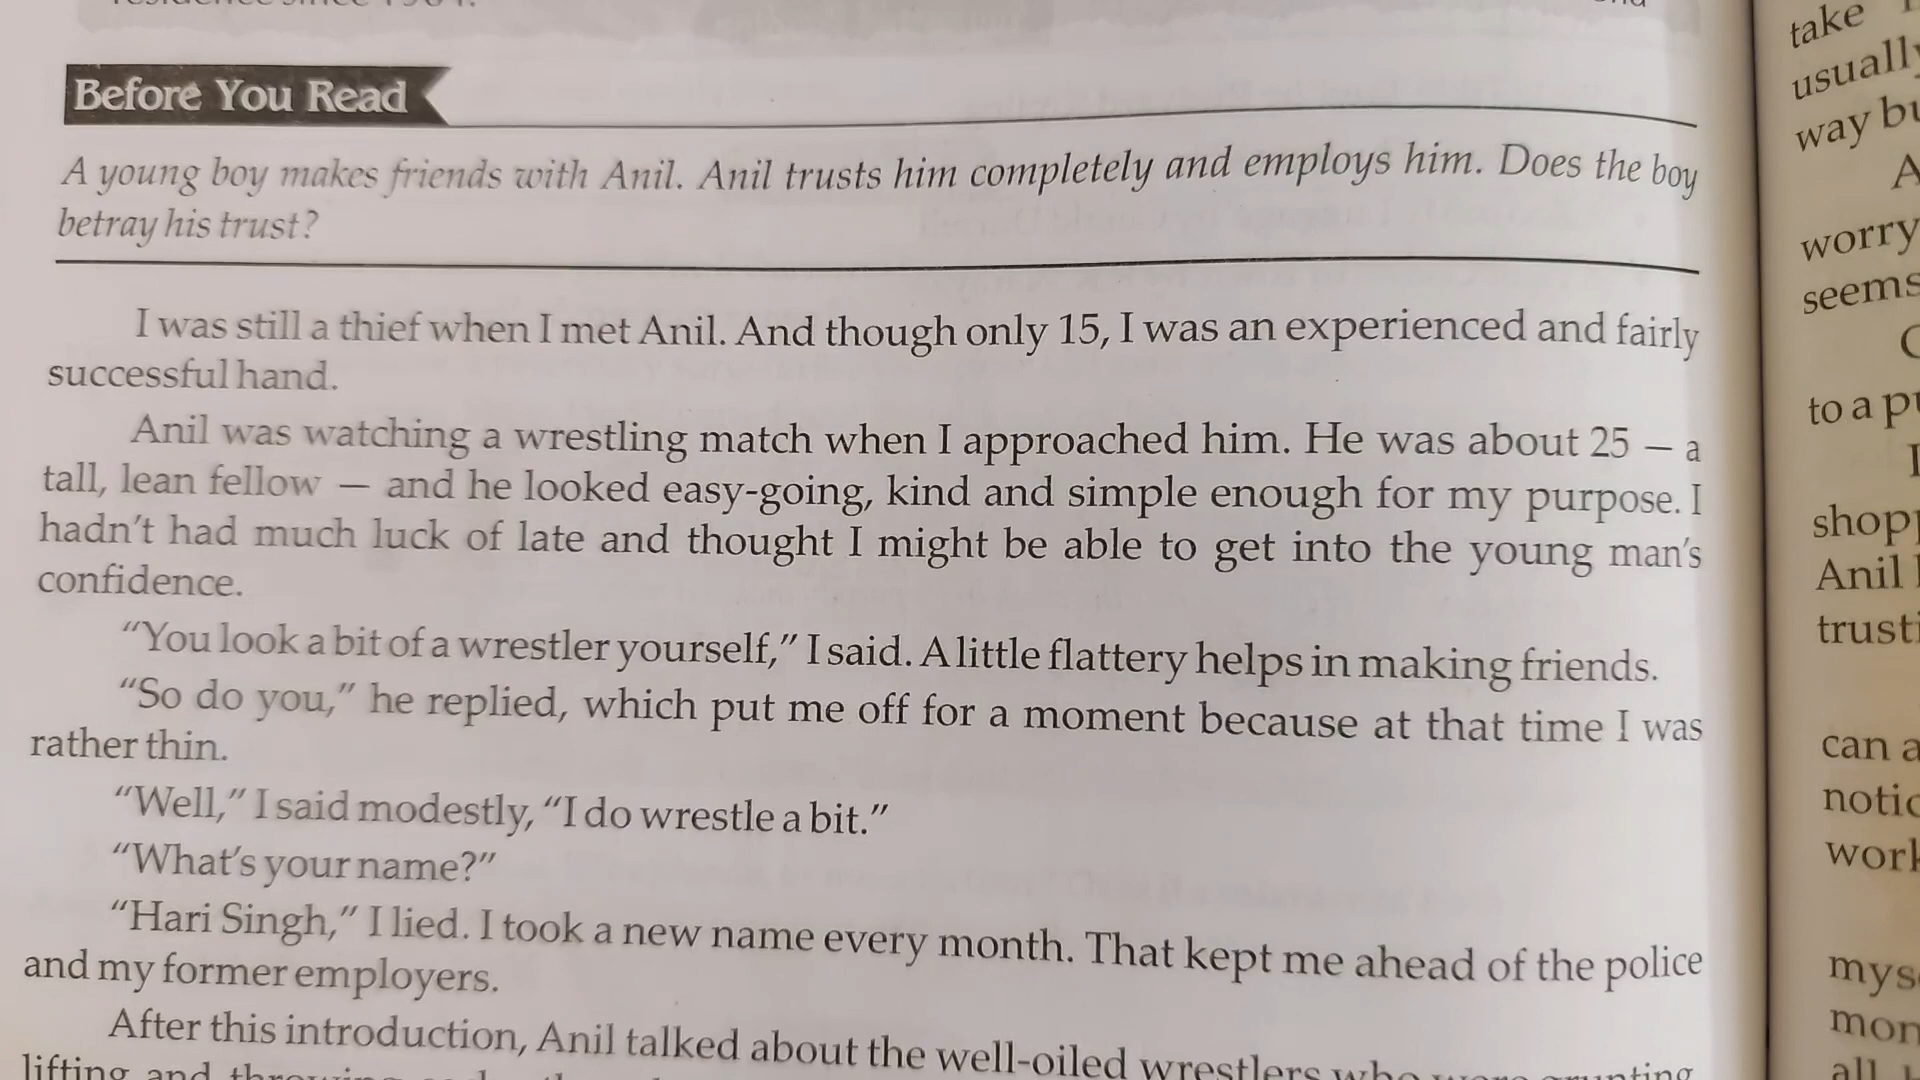 Before You Read
A young boy makes friends with Anil. Anil trusts him completely and employs him. Does the boy
betray his trust?
I was still a thief when I met Anil. And though only 15, I was an experienced and fairly
successful hand.
Anil was watching a wrestling match when I approached him. He was about 25 — a
tall, lean fellow — and he looked easy-going, kind and simple enough for my purpose. I
hadn't had much luck of late and thought I might be able to get into the young man's
confidence.
“You look a bit of a wrestler yourself,” I said. A little flattery helps in making friends.
“So do you,” he replied, which put me off for a moment because at that time I was
rather thin.
“Well,” I said modestly, “I do wrestle a bit.”
“What's your name?”
“Hari Singh,” I lied. I took a new name every month. That kept me ahead of the police
and my former employers.
After this introduction, Anil talked about the well-oiled wrestlers who were grunting,
lifting and
take
usually
way
A
worry
seems
to a
I
Anil
can a